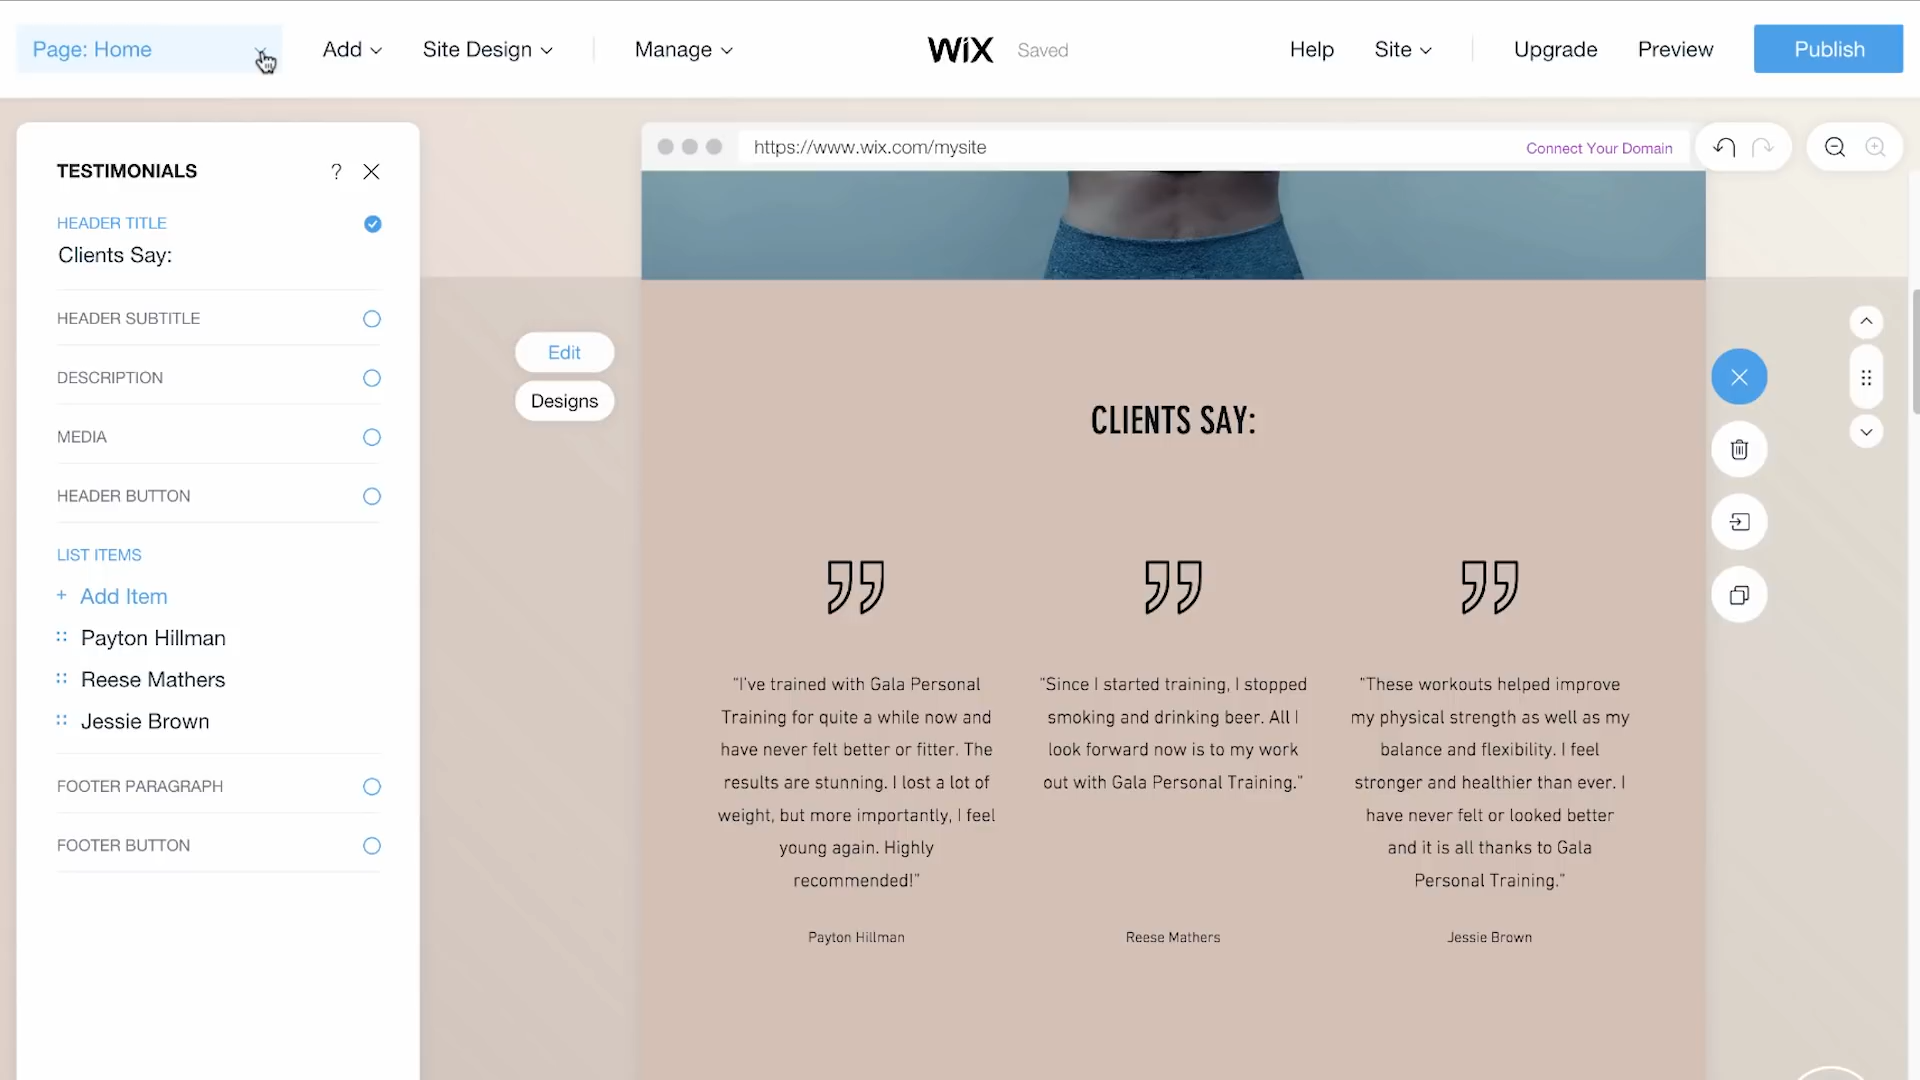 Page: Home
Add
Site Design
Manage
WiX
Saved
Help
Site
Upgrade
Preview
Publish
TESTIMONIALS
?
HEADER TITLE
Clients Say:
HEADER SUBTITLE
DESCRIPTION
MEDIA
HEADER BUTTON
LIST ITEMS
+ Add Item
Payton Hillman
Reese Mathers
Jessie Brown
FOOTER PARAGRAPH
FOOTER BUTTON
https://www.wix.com/mysite
Connect Your Domain
Edit
Designs
CLIENTS SAY:
"I've trained with Gala Personal
Training for quite a while now and
have never felt better or fitter. The
results are stunning. I lost a lot of
weight, but more importantly, I feel
young again. Highly
recommended!"
Payton Hillman
"Since I started training, I stopped
smoking and drinking beer. All I
look forward now is to my work
out with Gala Personal Training."
Reese Mathers
"These workouts helped improve
my physical strength as well as my
balance and flexibility. I feel
stronger and healthier than ever. I
have never felt or looked better
and it is all thanks to Gala
Personal Training."
Jessie Brown